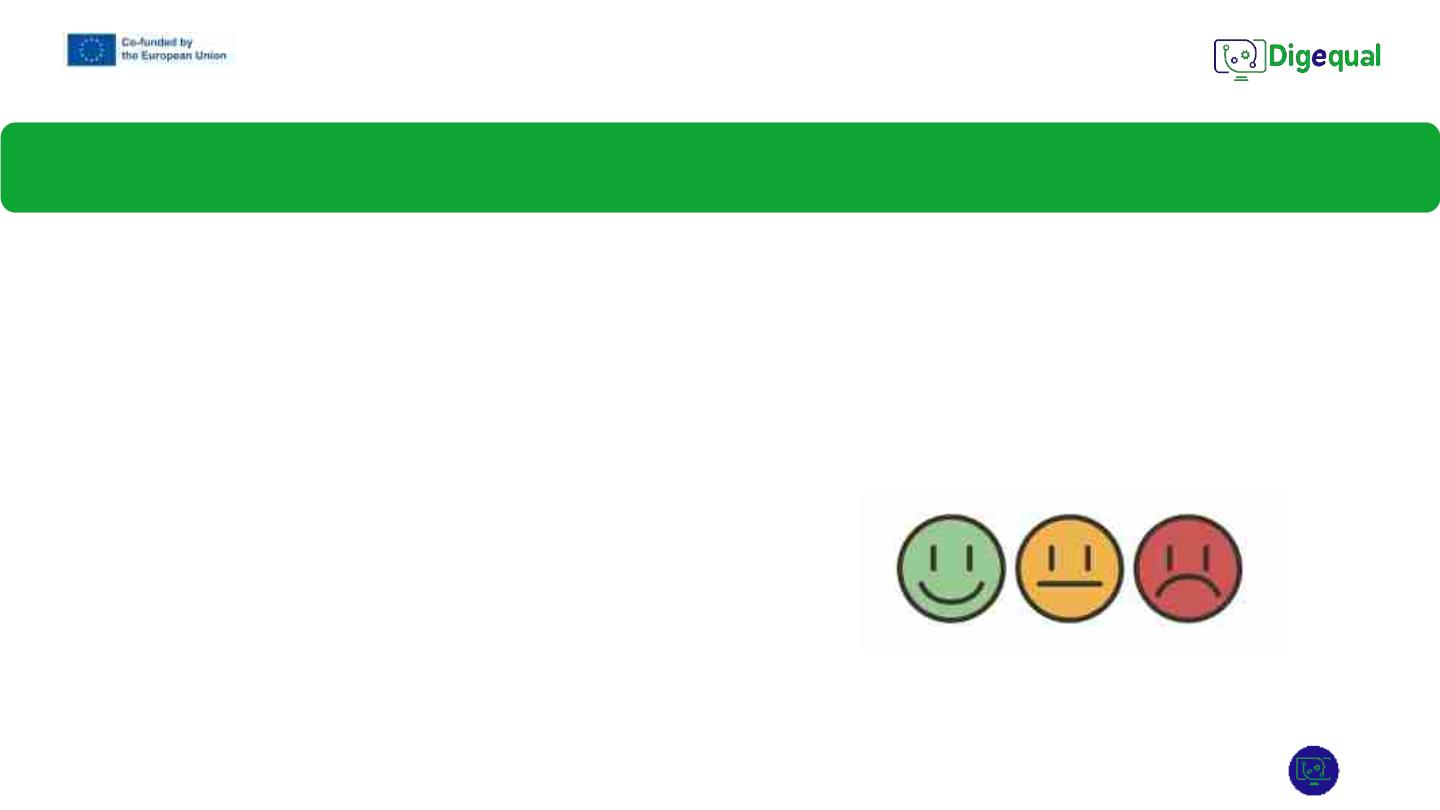 Co-funded by
the European Union
Digequal